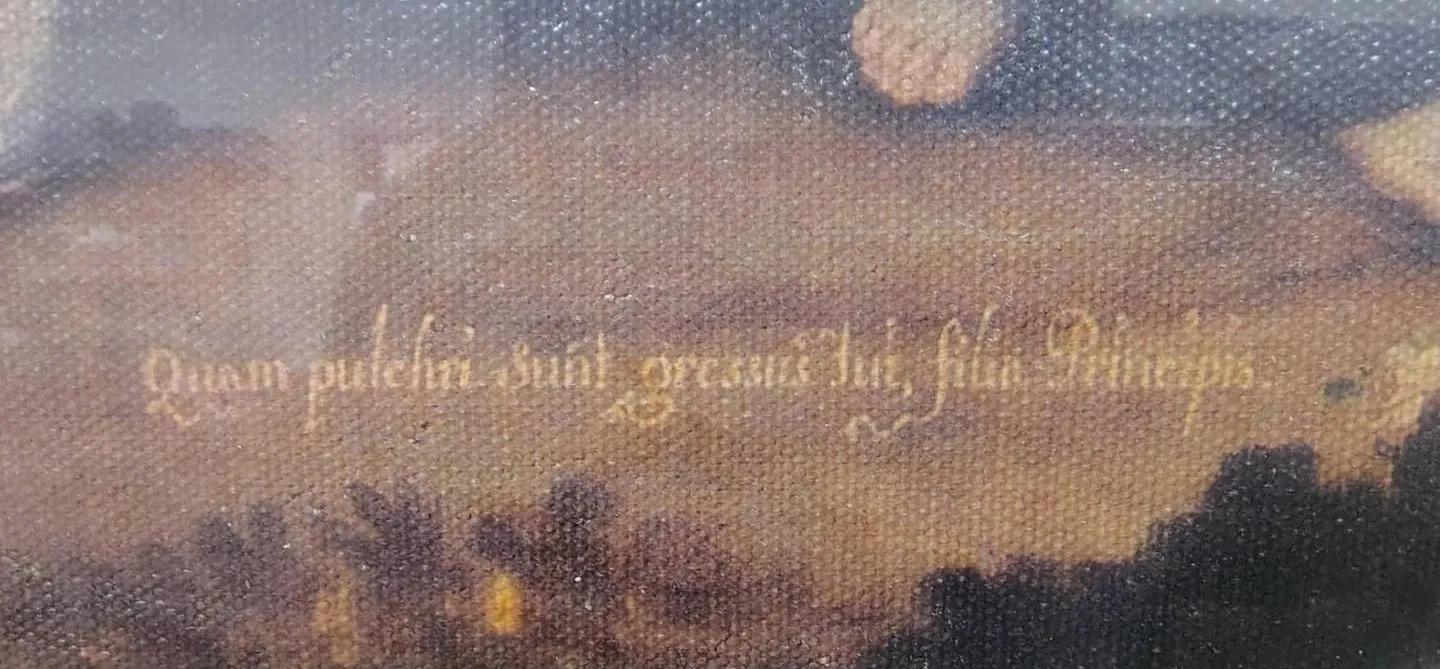 Quam pulchri sunt gressus tui, filia Principis.